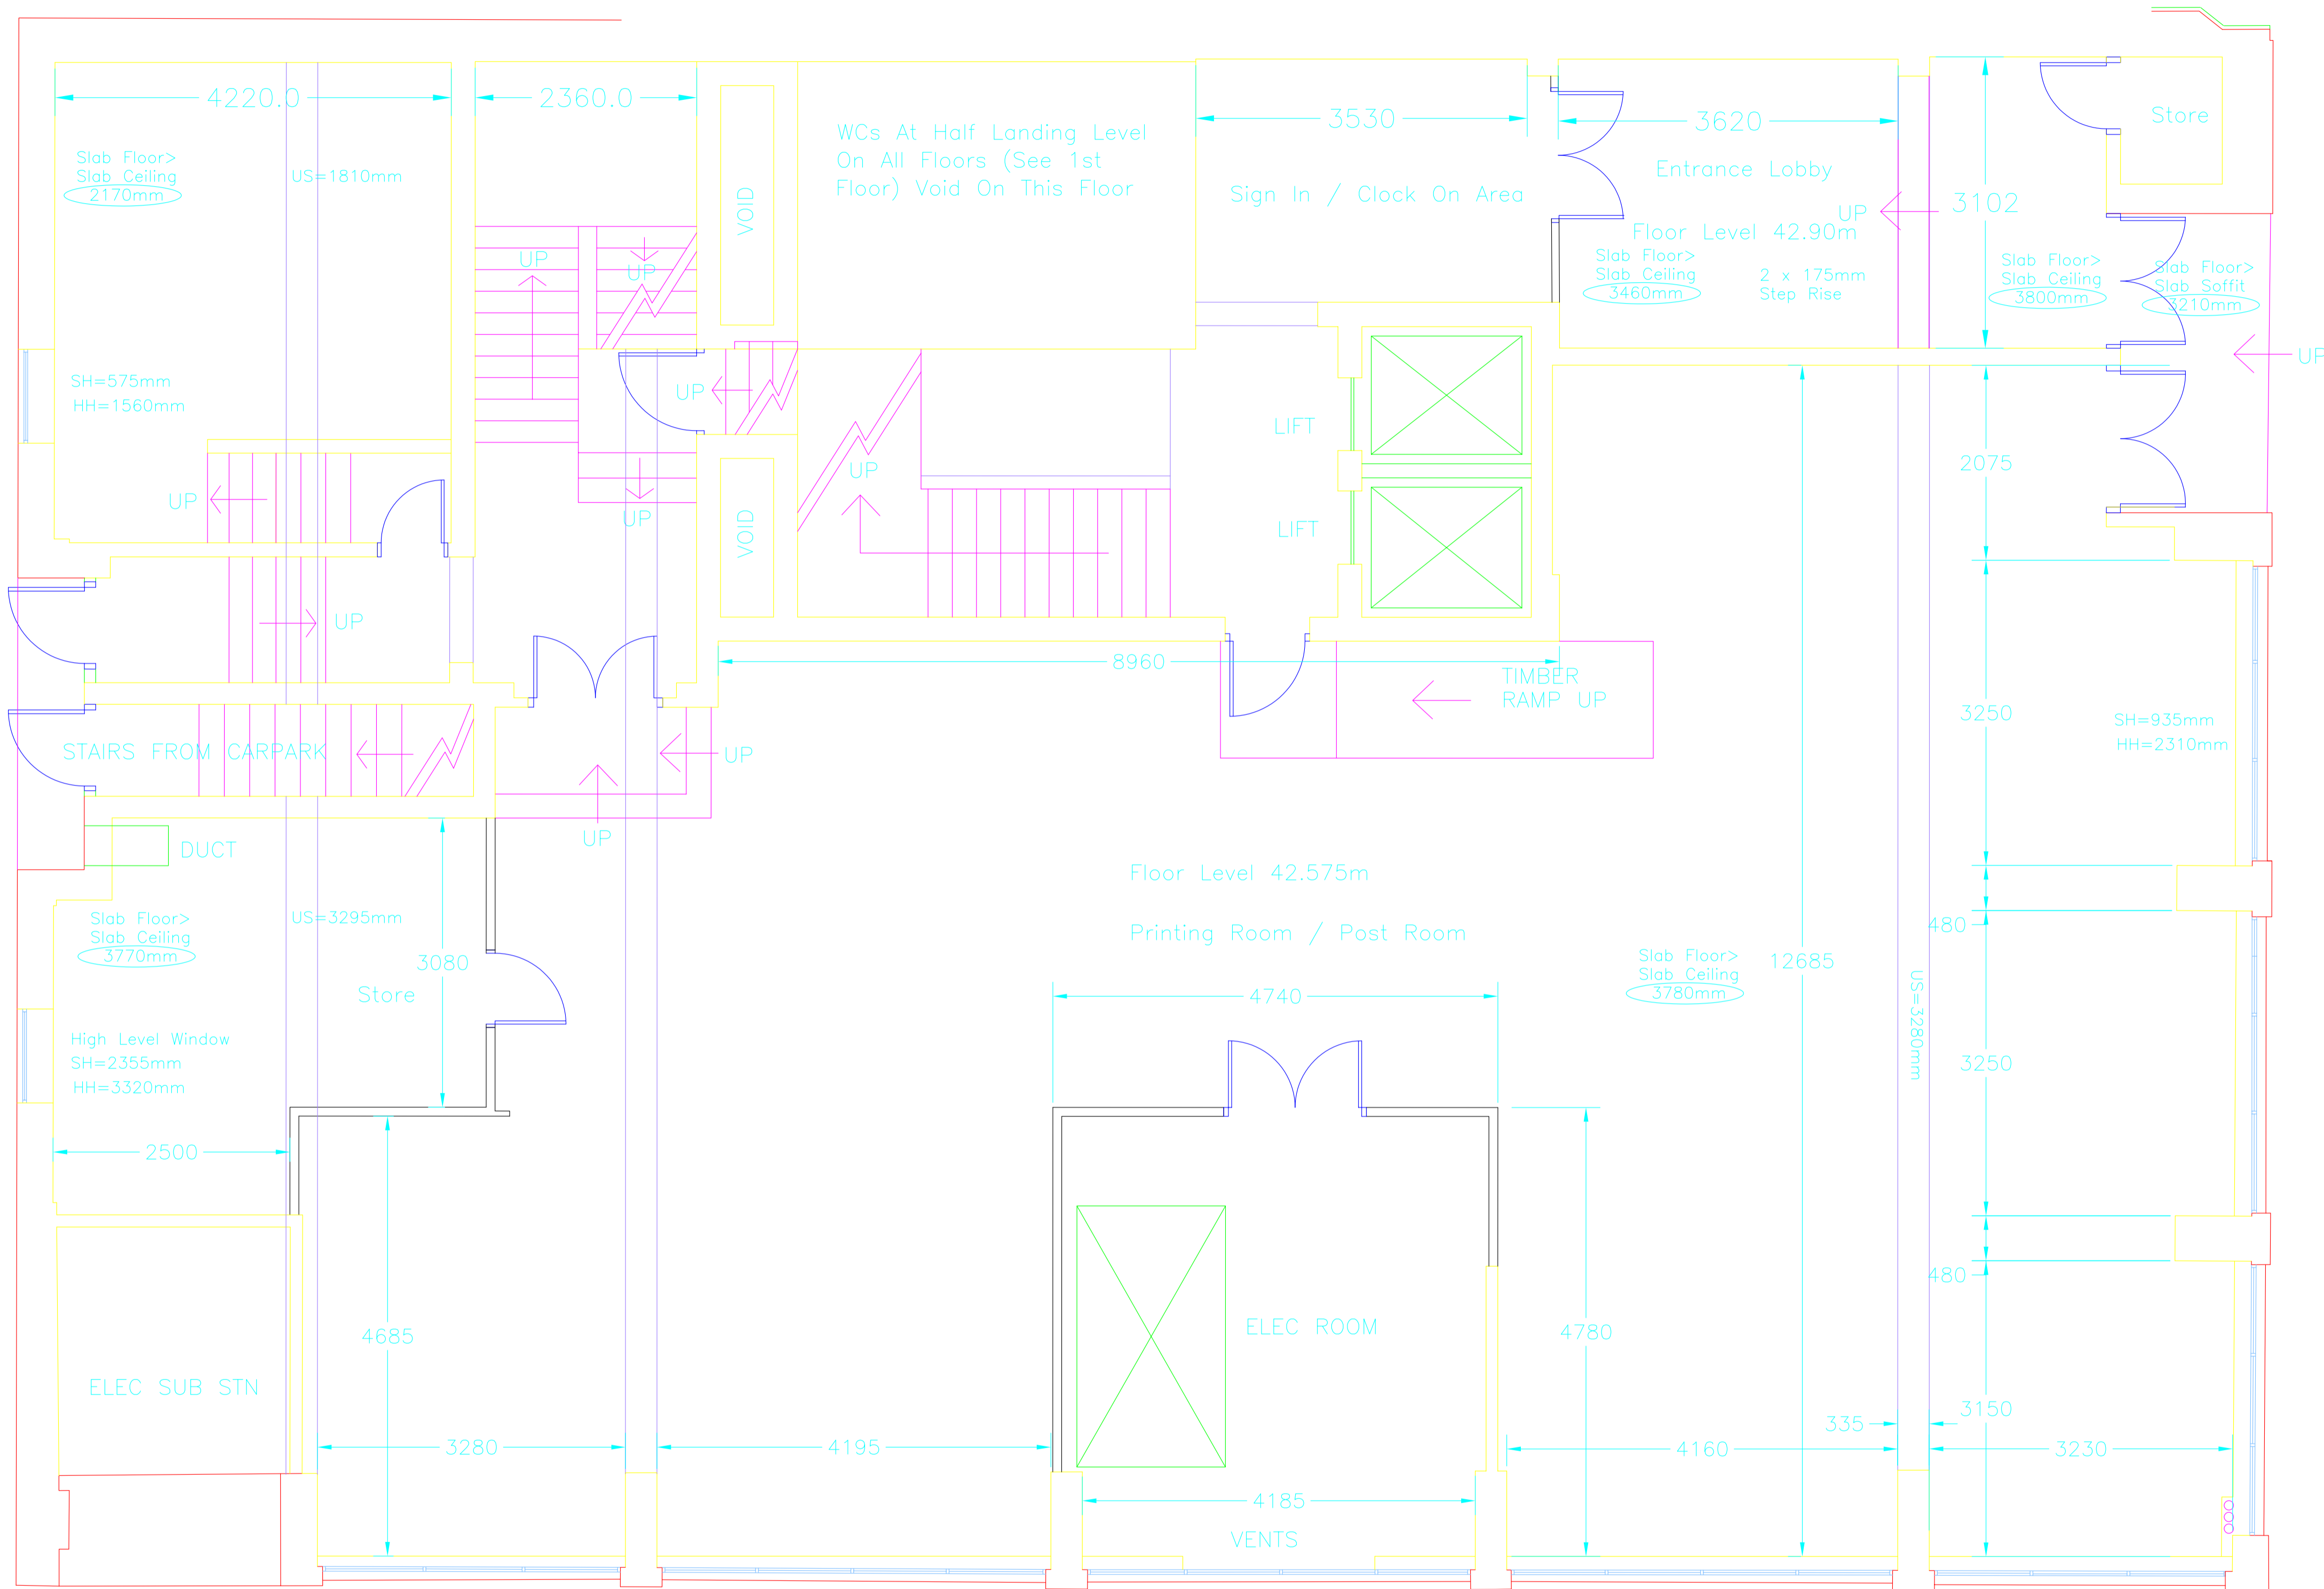 4220.0
2360.0
3530
3620
Store
Slab Floor>
Slab Ceiling
2170mm
US=1810mm
VOID
WCs At Half Landing Level
On All Floors (See 1st
Floor) Void On This Floor
Sign In / Clock On Area
Entrance Lobby
Floor Level 42.90m
Slab Floor>
Slab Ceiling
3460mm
2 x 175mm
Step Rise
UP
3102
Slab Floor>
Slab Ceiling
3800mm
Slab Floor>
Slab Soffit
3210mm
UP
UP
UP
UP
SH=575mm
HH=1560mm
UP
LIFT
UP
2075
UP
VOID
LIFT
UP
UP
8960
TIMBER
RAMP UP
3250
SH=935mm
HH=2310mm
STAIRS FROM CARPARK
UP
UP
DUCT
Floor Level 42.575m
Printing Room / Post Room
Slab Floor>
Slab Ceiling
3770mm
US=3295mm
3080
Store
480
Slab Floor>
Slab Ceiling
3780mm
12685
US=3280mm
4740
High Level Window
SH=2355mm
HH=3320mm
3250
2500
480
4685
ELEC ROOM
4780
ELEC SUB STN
335
3150
3280
4195
4160
3230
4185
VENTS